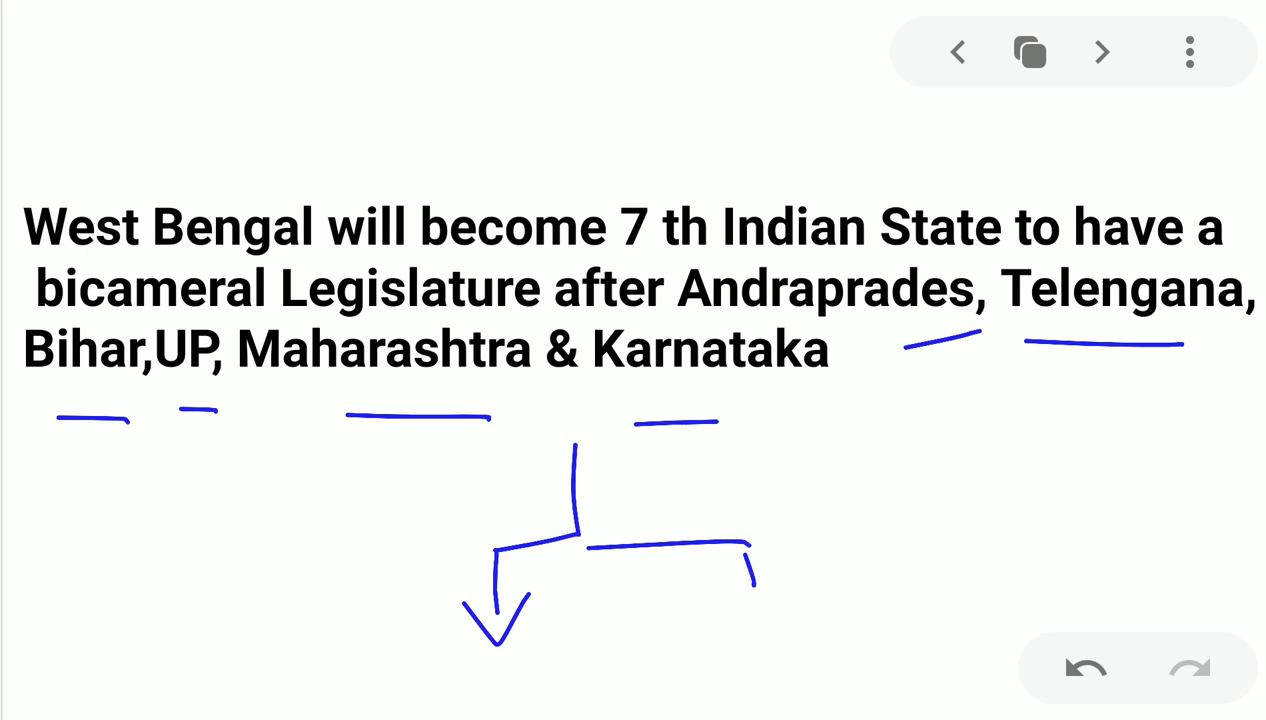 West Bengal will become 7 th Indian State to have a
bicameral Legislature after Andraprades, Telengana,
Bihar,UP, Maharashtra & Karnataka